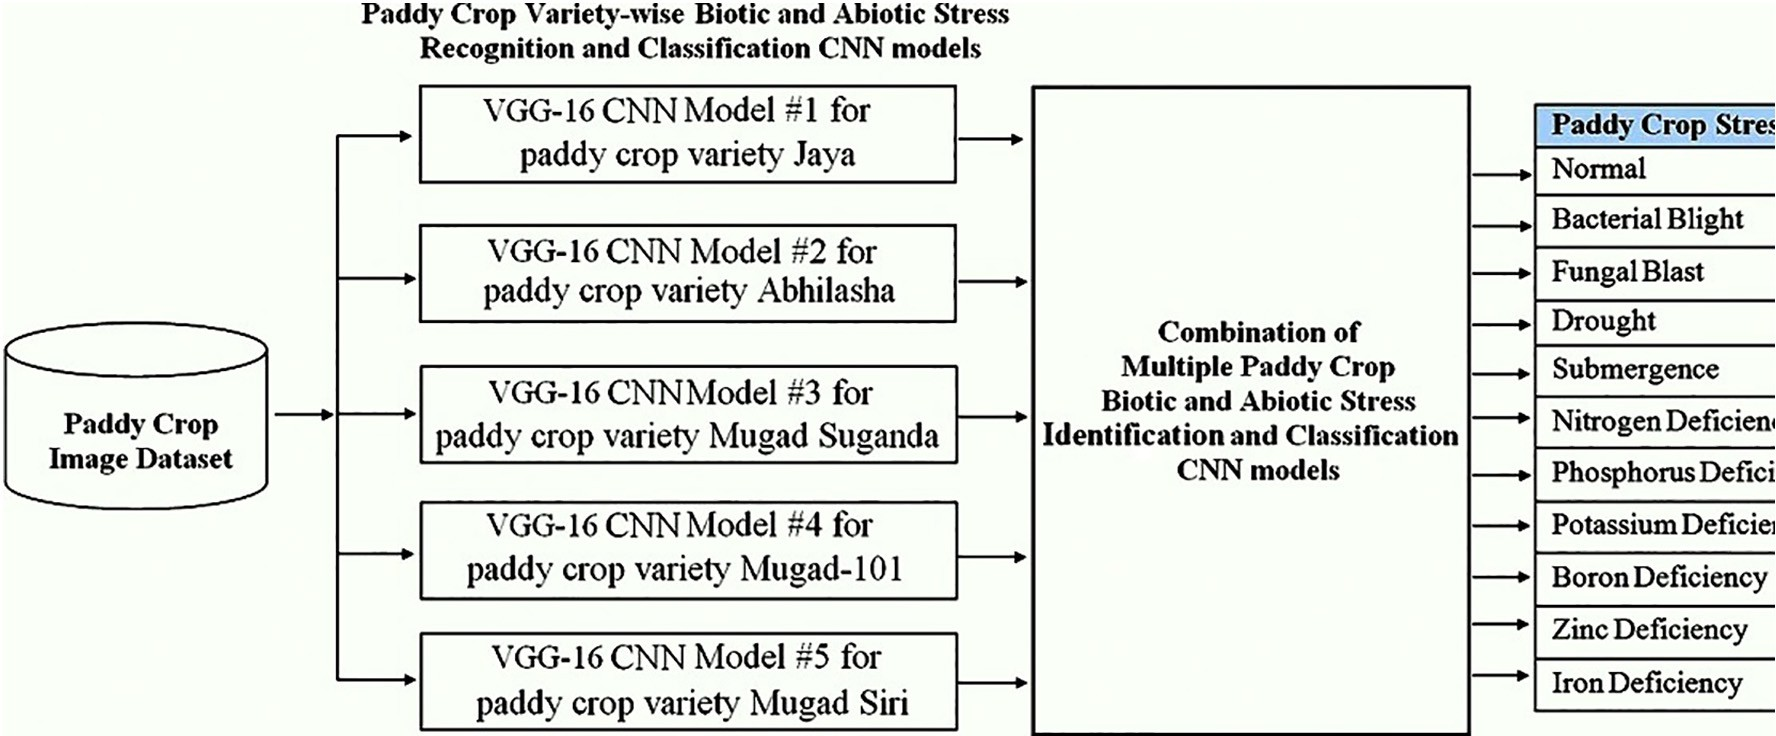 Paddy Crop Variety-wise Biotic and Abiotic Stress
Recognition and Classification CNN models
VGG-16 CNN Model #1 for
paddy crop variety Jaya
VGG-16 CNN Model #2 for
paddy crop variety Abhilasha
VGG-16 CNN Model #3 for
paddy crop variety Mugad Suganda
VGG-16 CNN Model #4 for
paddy crop variety Mugad-101
VGG-16 CNN Model #5 for
paddy crop variety Mugad Siri
Paddy Crop
Image Dataset
Combination of
Multiple Paddy Crop
Biotic and Abiotic Stress
Identification and Classification
CNN models
Paddy Crop
Normal
Bacterial Blight
Fungal Blast
Drought
Submergence
Nitrogen
Phosphorus
Potassium
Boron Deficiency
Zinc Deficiency
Iron Deficiency